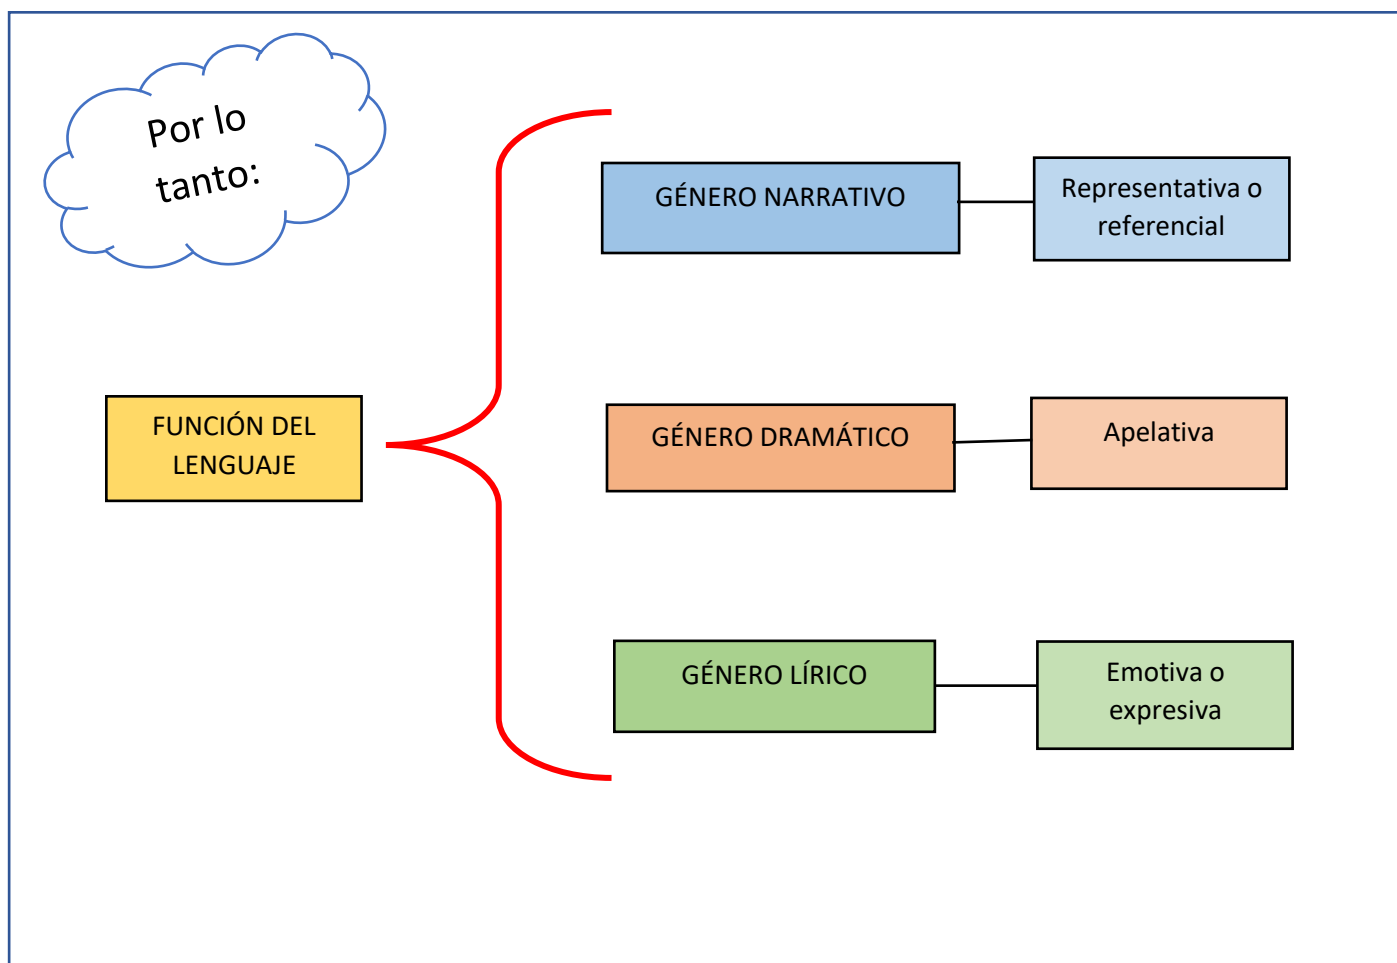 Por lo
tanto:
FUNCIÓN DEL
LENGUAJE
GÉNERO NARRATIVO
Representativa o
referencial
GÉNERO DRAMÁTICO
Apelativa
GÉNERO LÍRICO
Emotiva o
expresiva